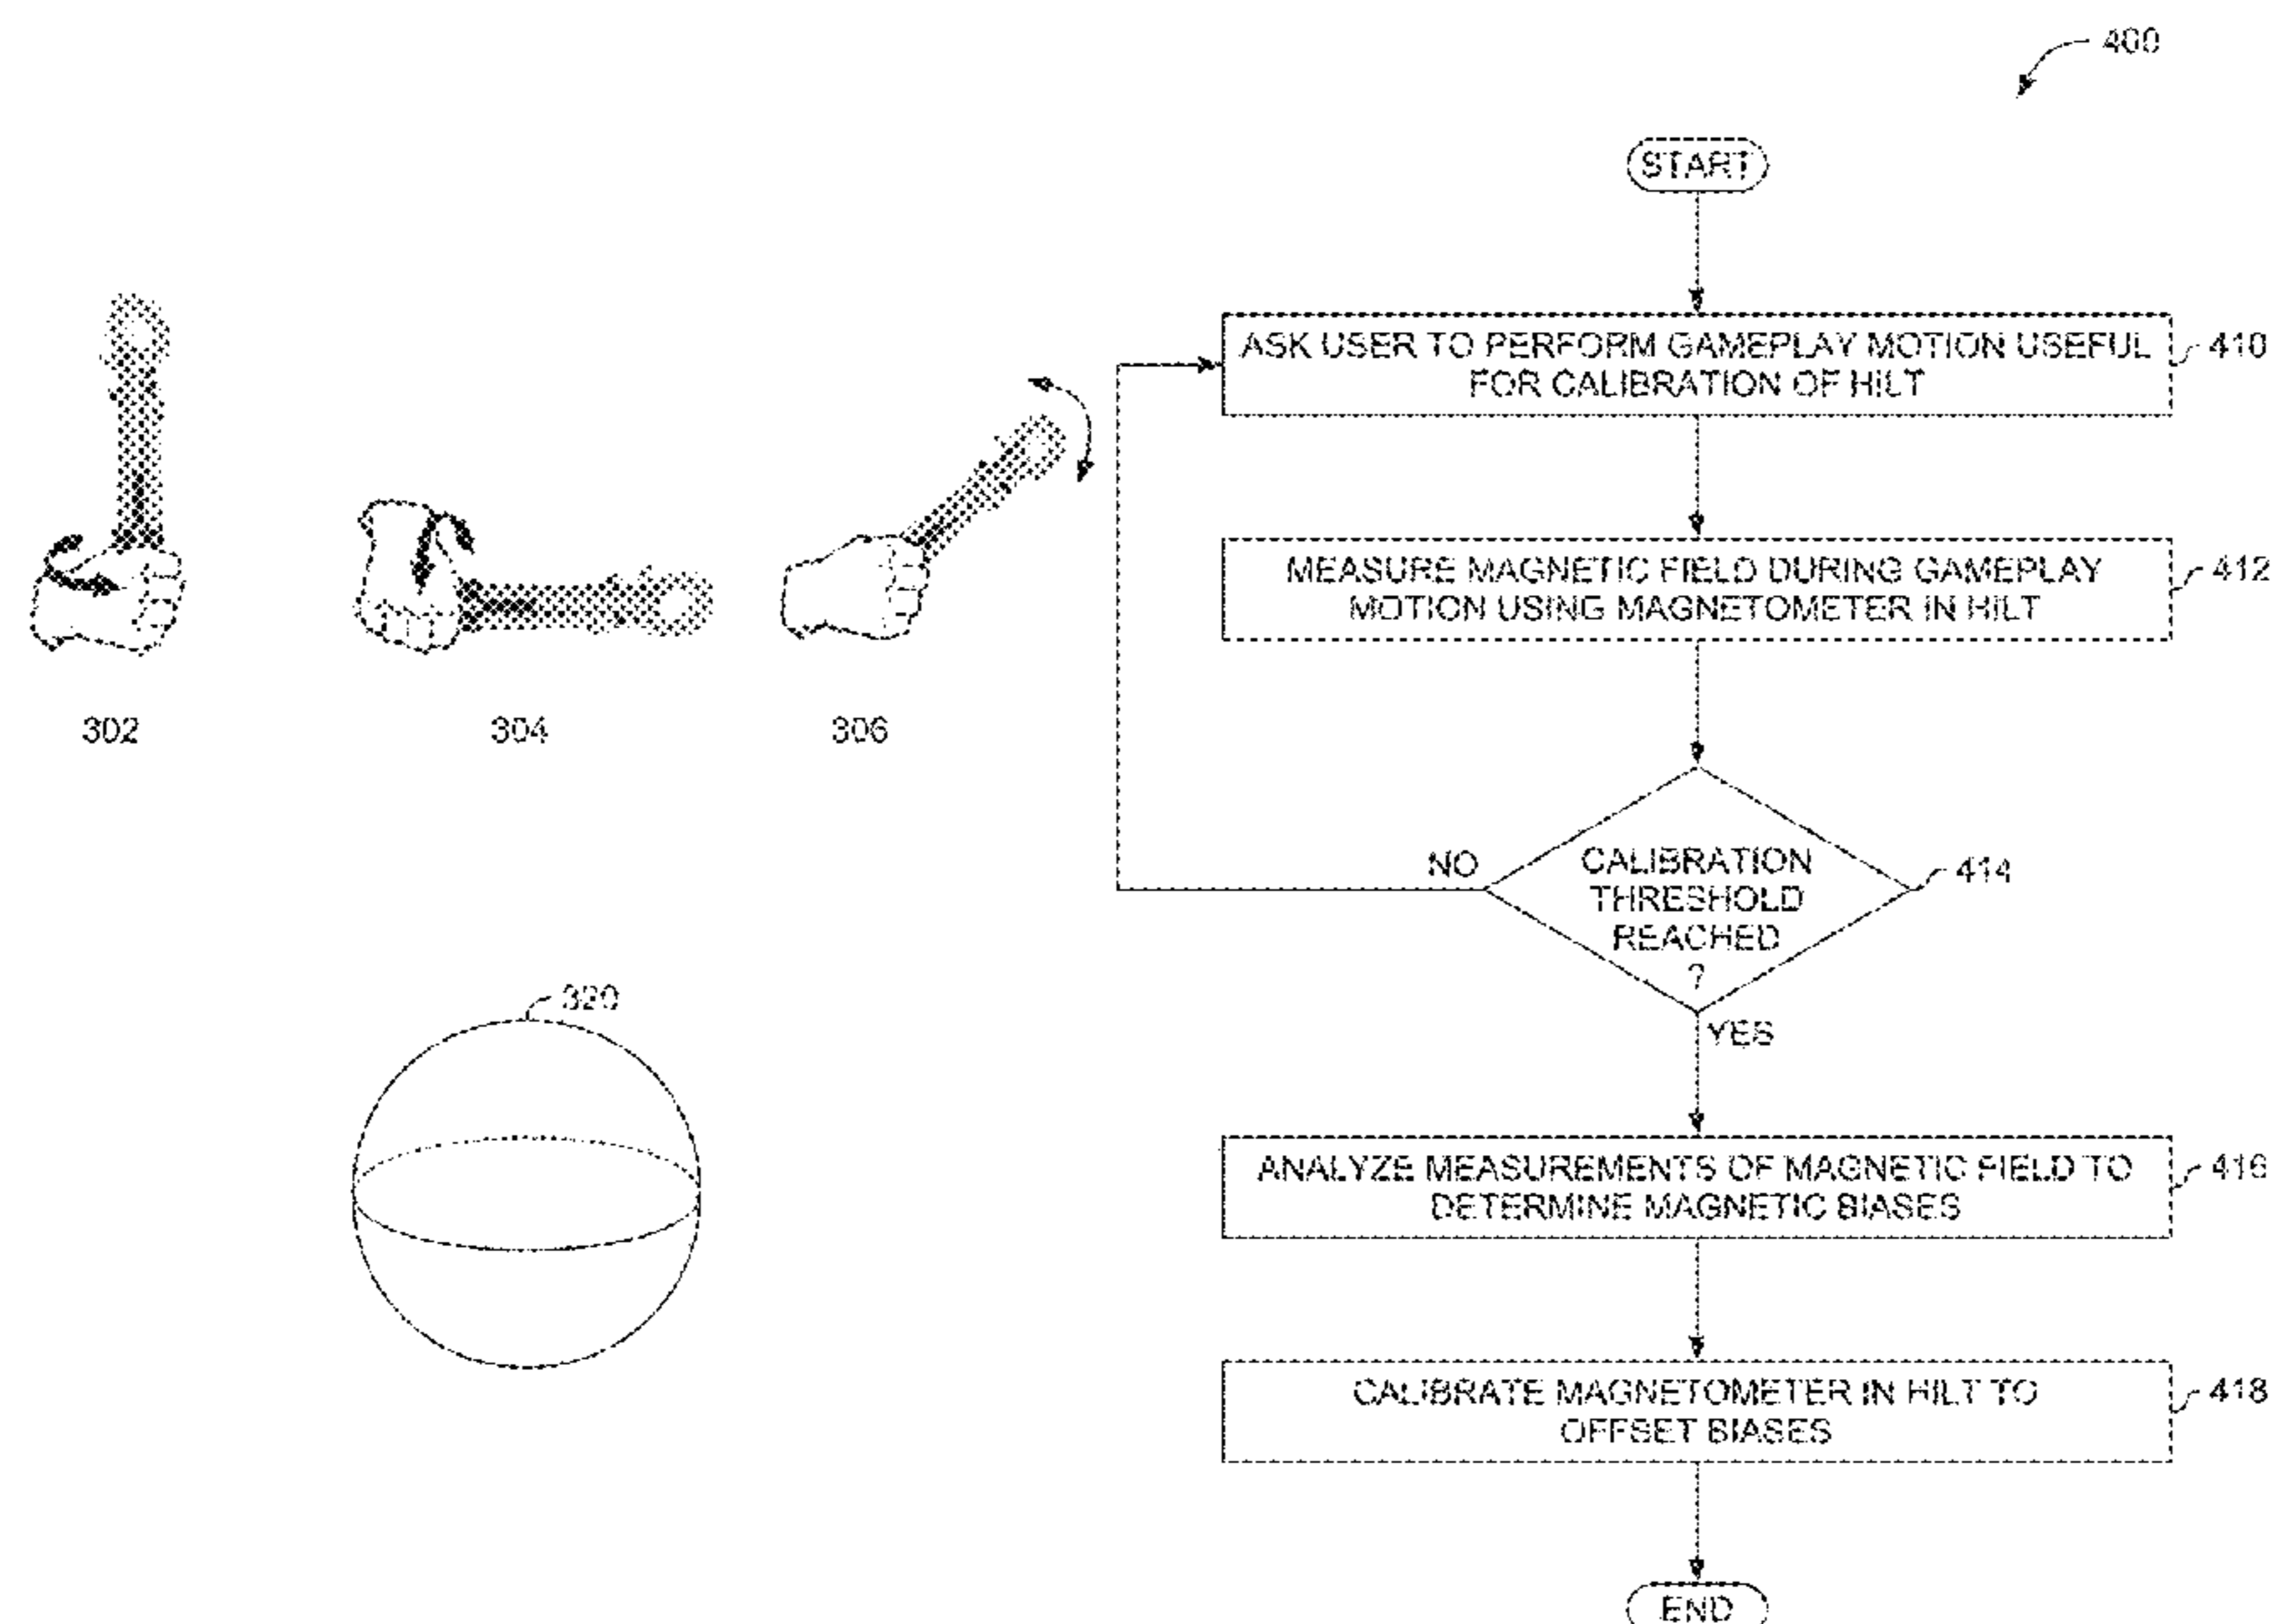 400
START
ASK USER TO PERFORM GAMEPLAY MOTION USEFUL
FOR CALIBRATION OF HILT
410
MEASURE MAGNETIC FIELD DURING GAMEPLAY
MOTION USING MAGNETOMETER IN HILT
412
302
304
306
NO
CALIBRATION
THRESHOLD
REACHED
?
414
YES
320
ANALYZE MEASUREMENTS OF MAGNETIC FIELD TO
DETERMINE MAGNETIC BIASES
416
CALIBRATE MAGNETOMETER IN HILT TO
OFFSET BIASES
418
END